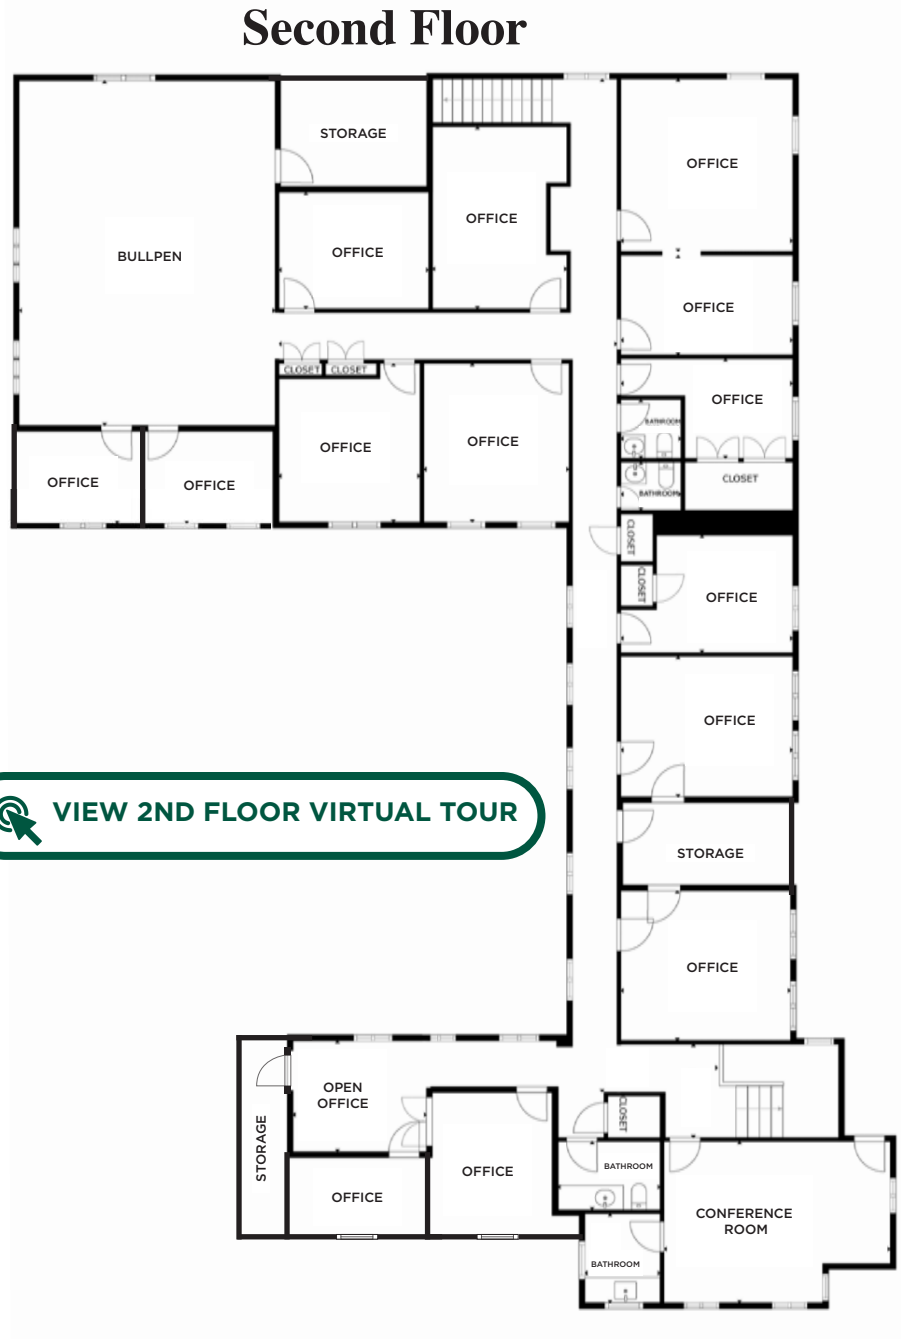 Second Floor
STORAGE
OFFICE
OFFICE
BULLPEN
OFFICE
OFFICE
CLOSET
CLOSET
OFFICE
BATHROOM
OFFICE
OFFICE
OFFICE
OFFICE
CLOSET
BATHROOM
CLOSET
CLOSET
OFFICE
OFFICE
VIEW 2ND FLOOR VIRTUAL TOUR
STORAGE
OFFICE
OPEN
OFFICE
STORAGE
CLOSET
OFFICE
BATHROOM
OFFICE
CONFERENCE
ROOM
BATHROOM